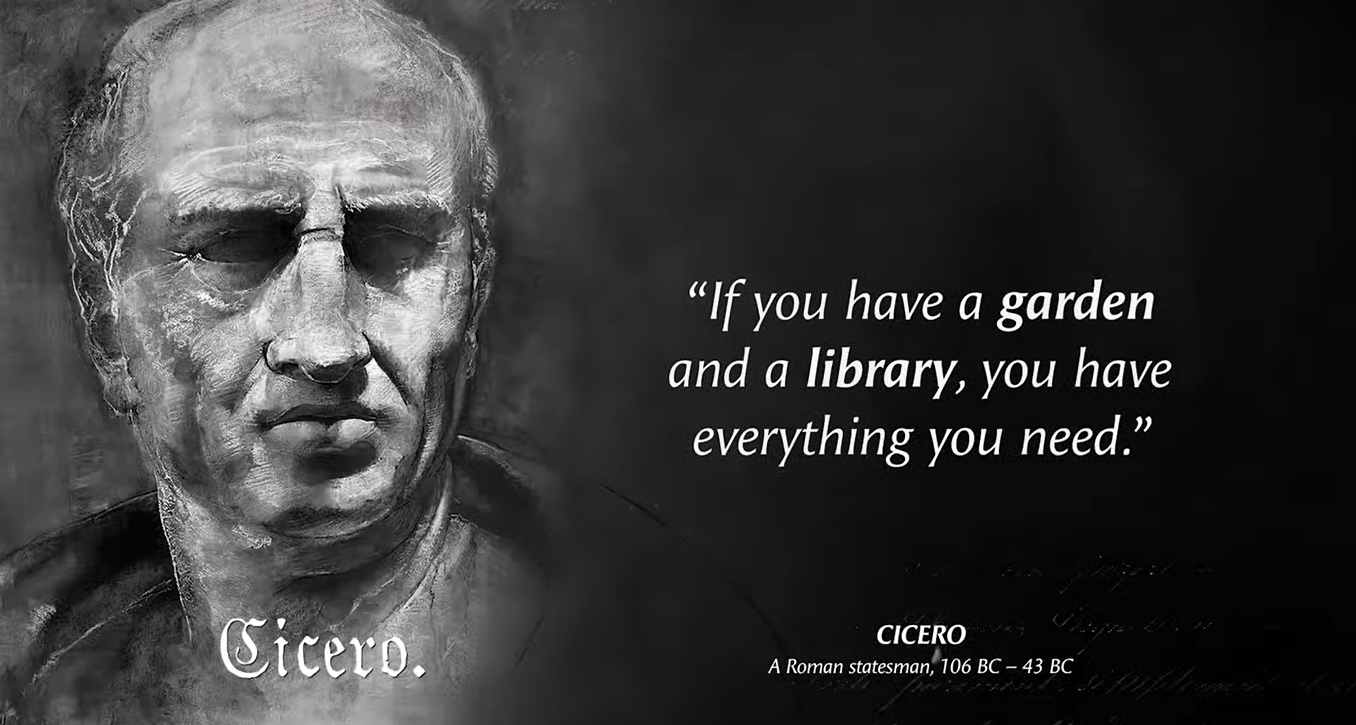 “If you have a garden
and a library, you have
everything you need.”
Cicero.
CICERO
A Roman statesman, 106 BC – 43 BC